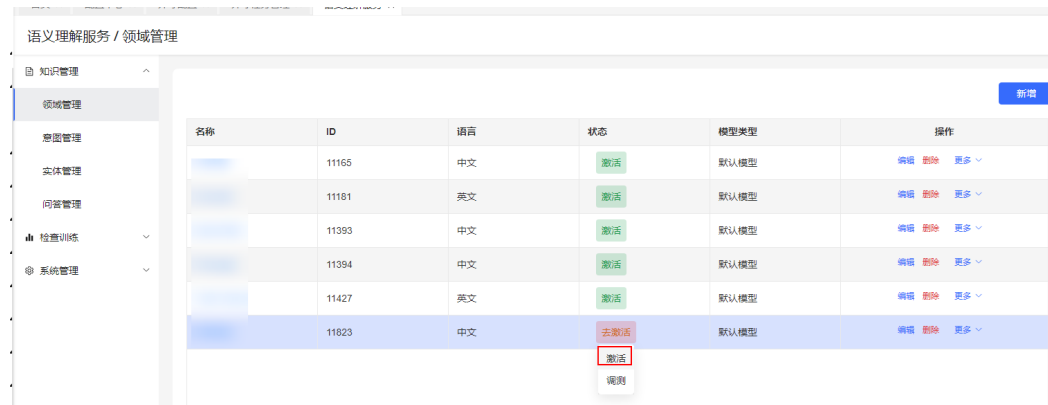 语义理解服务 / 领域管理
知识管理
领域管理
意图管理
实体管理
问答管理
检查训练
系统管理
新增
名称 ID 语言 状态 模型类型 操作
11165 中文 激活 默认模型 编辑 删除 更多
11181 英文 激活 默认模型 编辑 删除 更多
11393 中文 激活 默认模型 编辑 删除 更多
11394 中文 激活 默认模型 编辑 删除 更多
11427 英文 激活 默认模型 编辑 删除 更多
11823 中文 去激活 默认模型 编辑 删除 更多
激活
调测